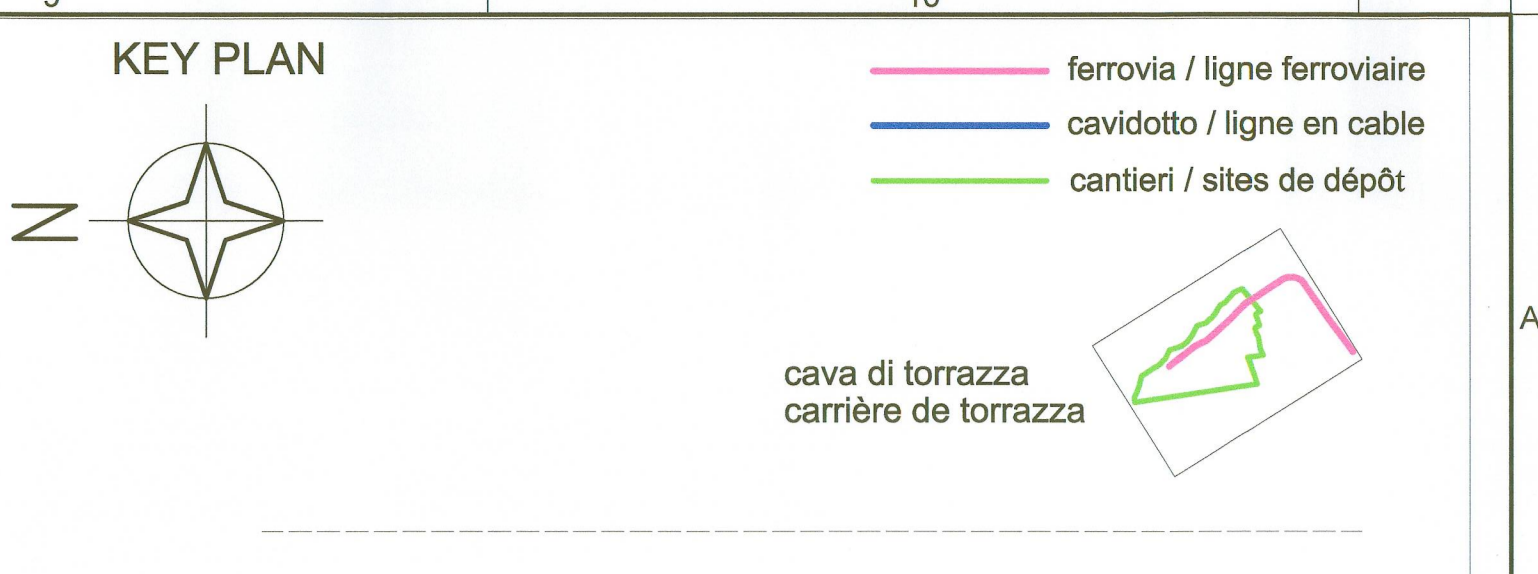 KEY PLAN
N
ferrovia / ligne ferroviaire
cavidotto / ligne en cable
cantieri / sites de dépôt
A
cava di torrazza
carrière de torrazza